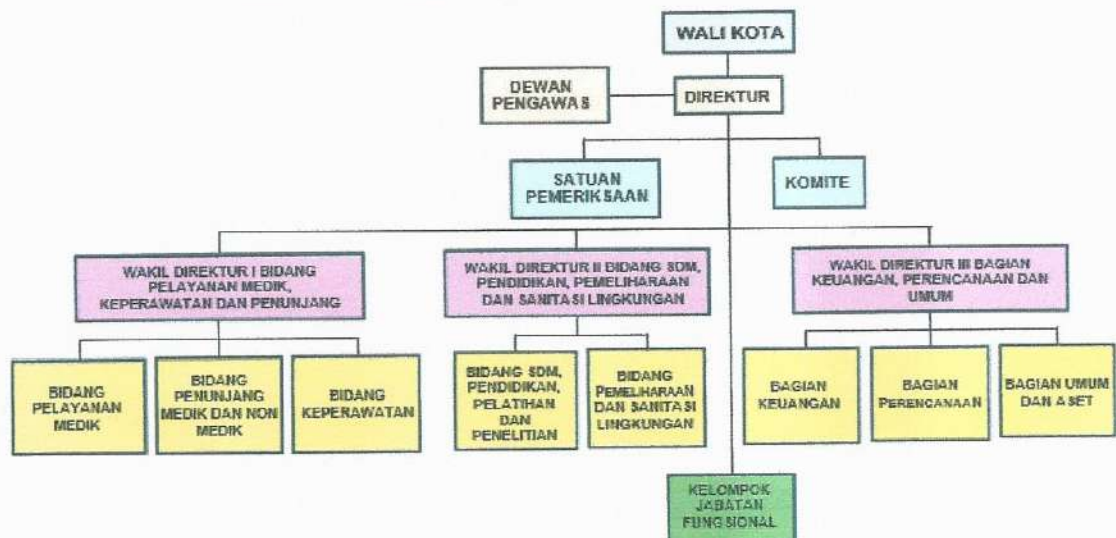 WALI KOTA
DEWAN
PENGAWAS
DIREKTUR
SATUAN
PEMERIKSAAN
KOMITE
WAKIL DIREKTUR I BIDANG
PELAYANAN MEDIK,
KEPERAWATAN DAN PENUNJANG
WAKIL DIREKTUR II BIDANG SDM,
PENDIDIKAN, PEMELIHARAAN
DAN SANITASI LINGKUNGAN
WAKIL DIREKTUR III BAGIAN
KEUANGAN, PERENCANAAN DAN
UMUM
BIDANG
PELAYANAN
MEDIK
BIDANG
PENUNJANG
MEDIK DAN NON
MEDIK
BIDANG
KEPERAWATAN
BIDANG SDM,
PENDIDIKAN,
PELATIHAN
DAN
PENELITIAN
BIDANG
PEMELIHARAAN
DAN SANITASI
LINGKUNGAN
BAGIAN
KEUANGAN
BAGIAN
PERENCANAAN
BAGIAN UMUM
DAN ASET
KELOMPOK
JABATAN
FUNGSIONAL